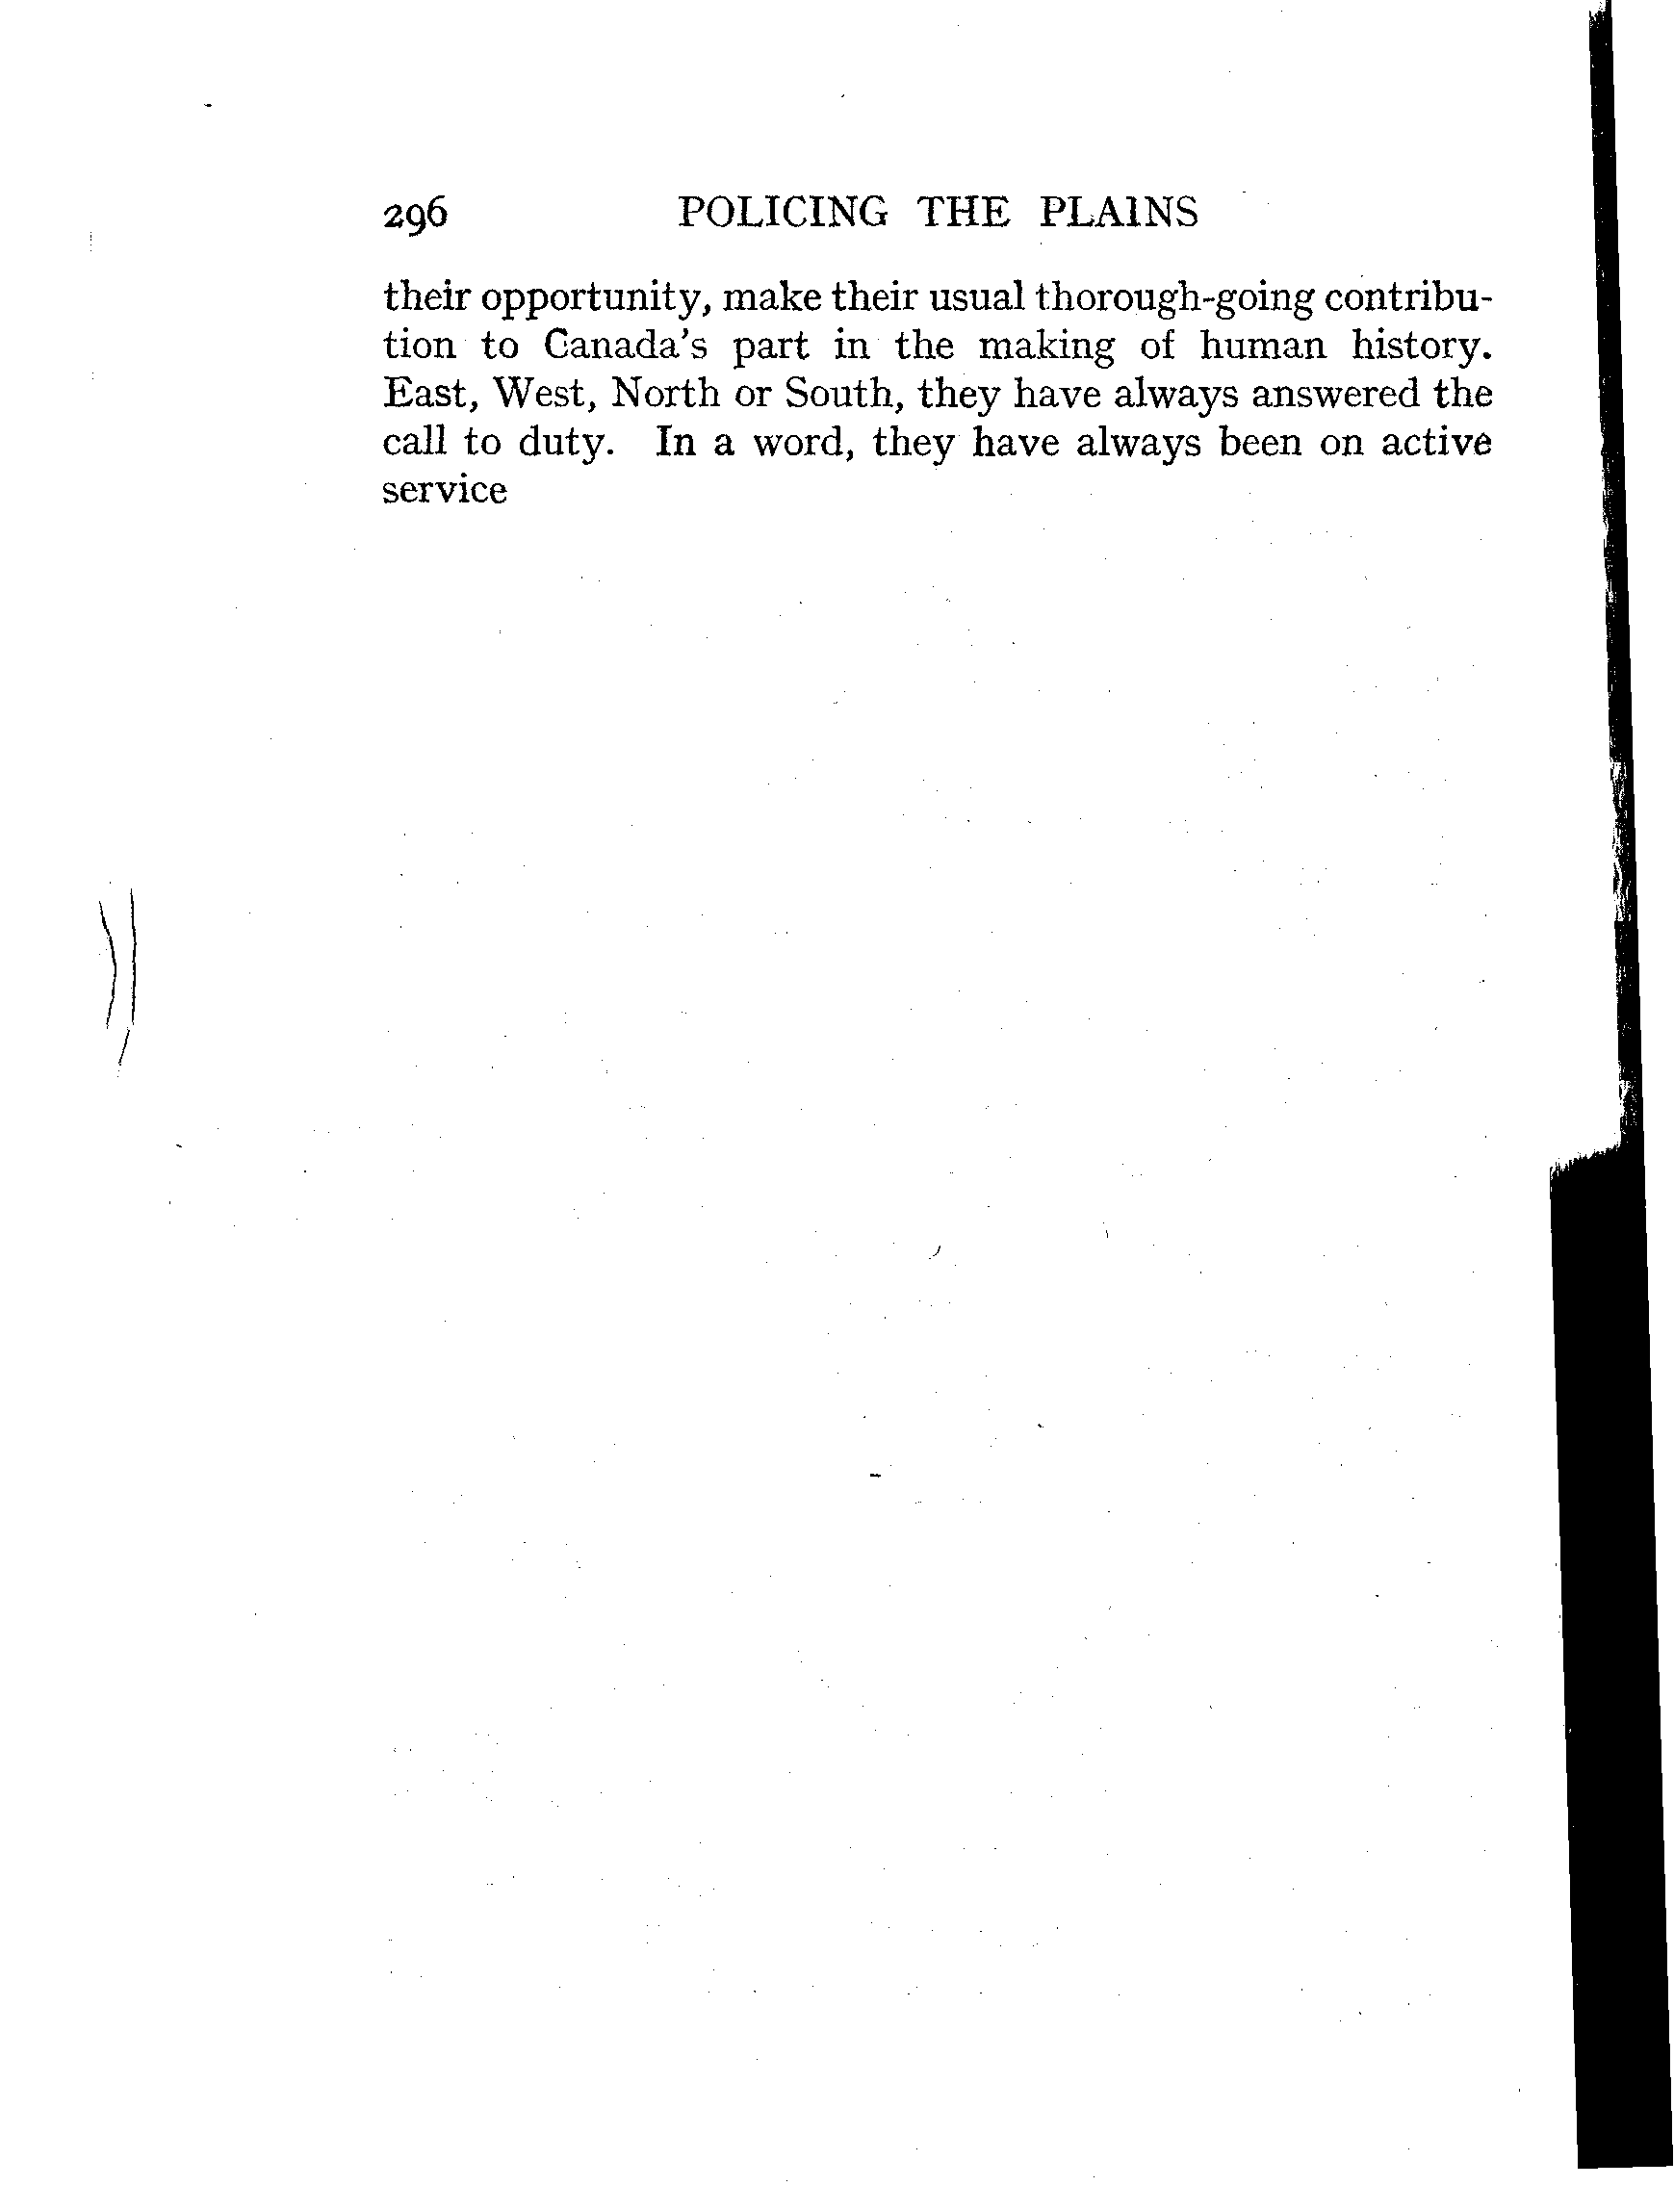 296 POLICING THE PLAINS
their opportunity, make their usual thorough-going contribu-
tion to Canada's part in the making of human history.
East, West, North or South, they have always answered the
call to duty. In a word, they have always been on active
service